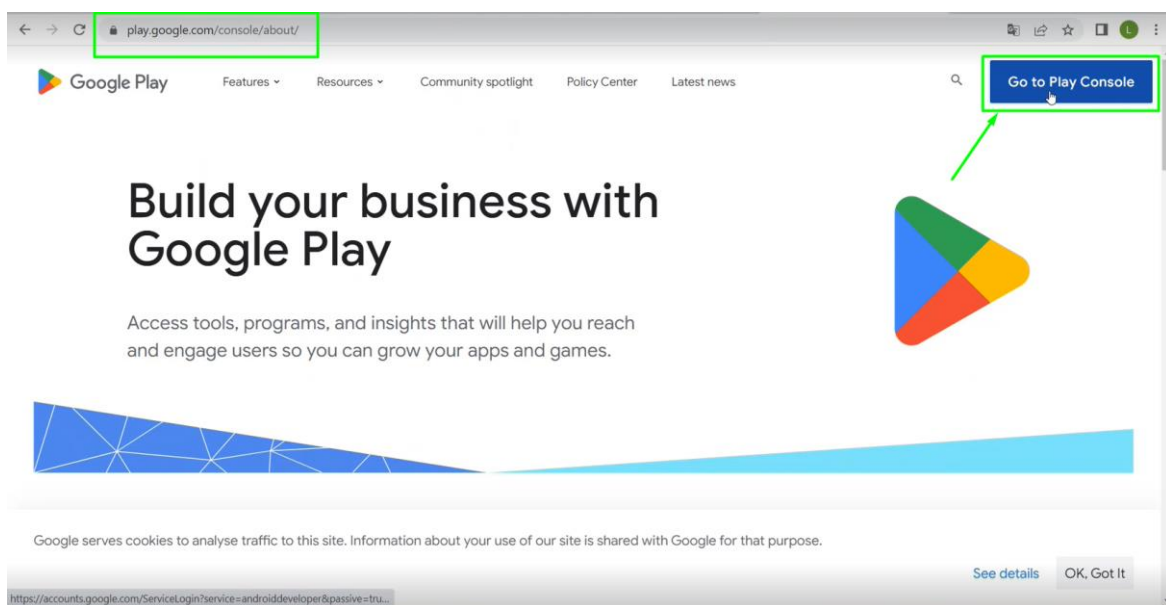 play.google.com/console/about/
L
Google Play Features Resources Community spotlight Policy Center Latest news Go to Play Console
Build your business with
Google Play
Access tools, programs, and insights that will help you reach
and engage users so you can grow your apps and games.
Google serves cookies to analyse traffic to this site. Information about your use of our site is shared with Google for that purpose.
See details OK, Got It
https://accounts.google.com/ServiceLogin?service=androiddeveloper&passive=tru...